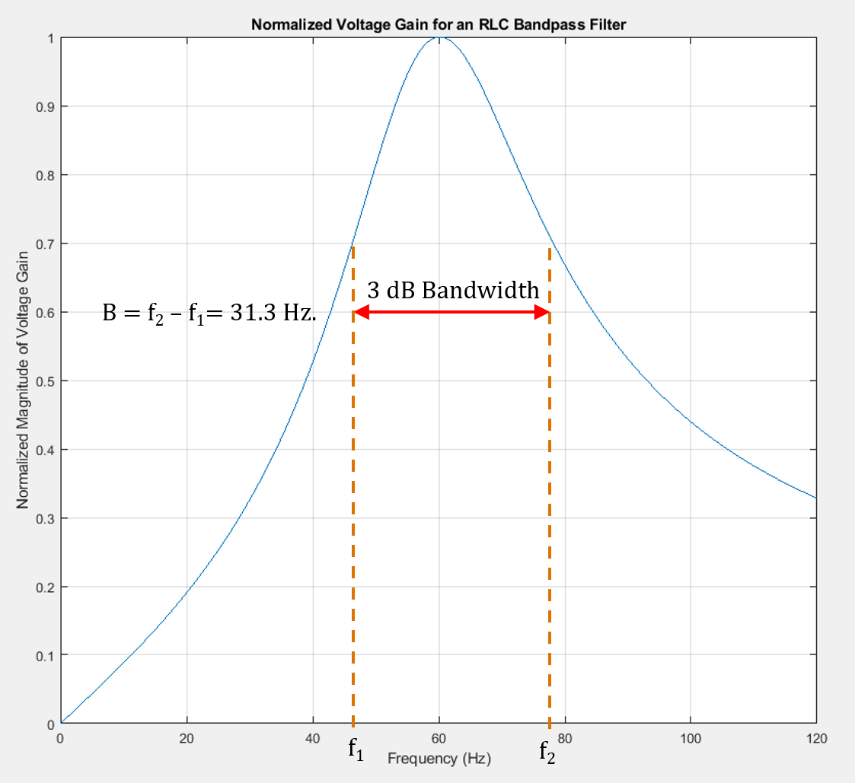 Normalized Voltage Gain for an RLC Bandpass Filter
1
0.9
0.8
0.7
0.6
0.5
0.4
0.3
0.2
0.1
0
Normalized Magnitude of Voltage Gain
3 dB Bandwidth
B = f₂ – f₁= 31.3 Hz.
0
20
40
60
80
100
120
f₁
f₂
Frequency (Hz)